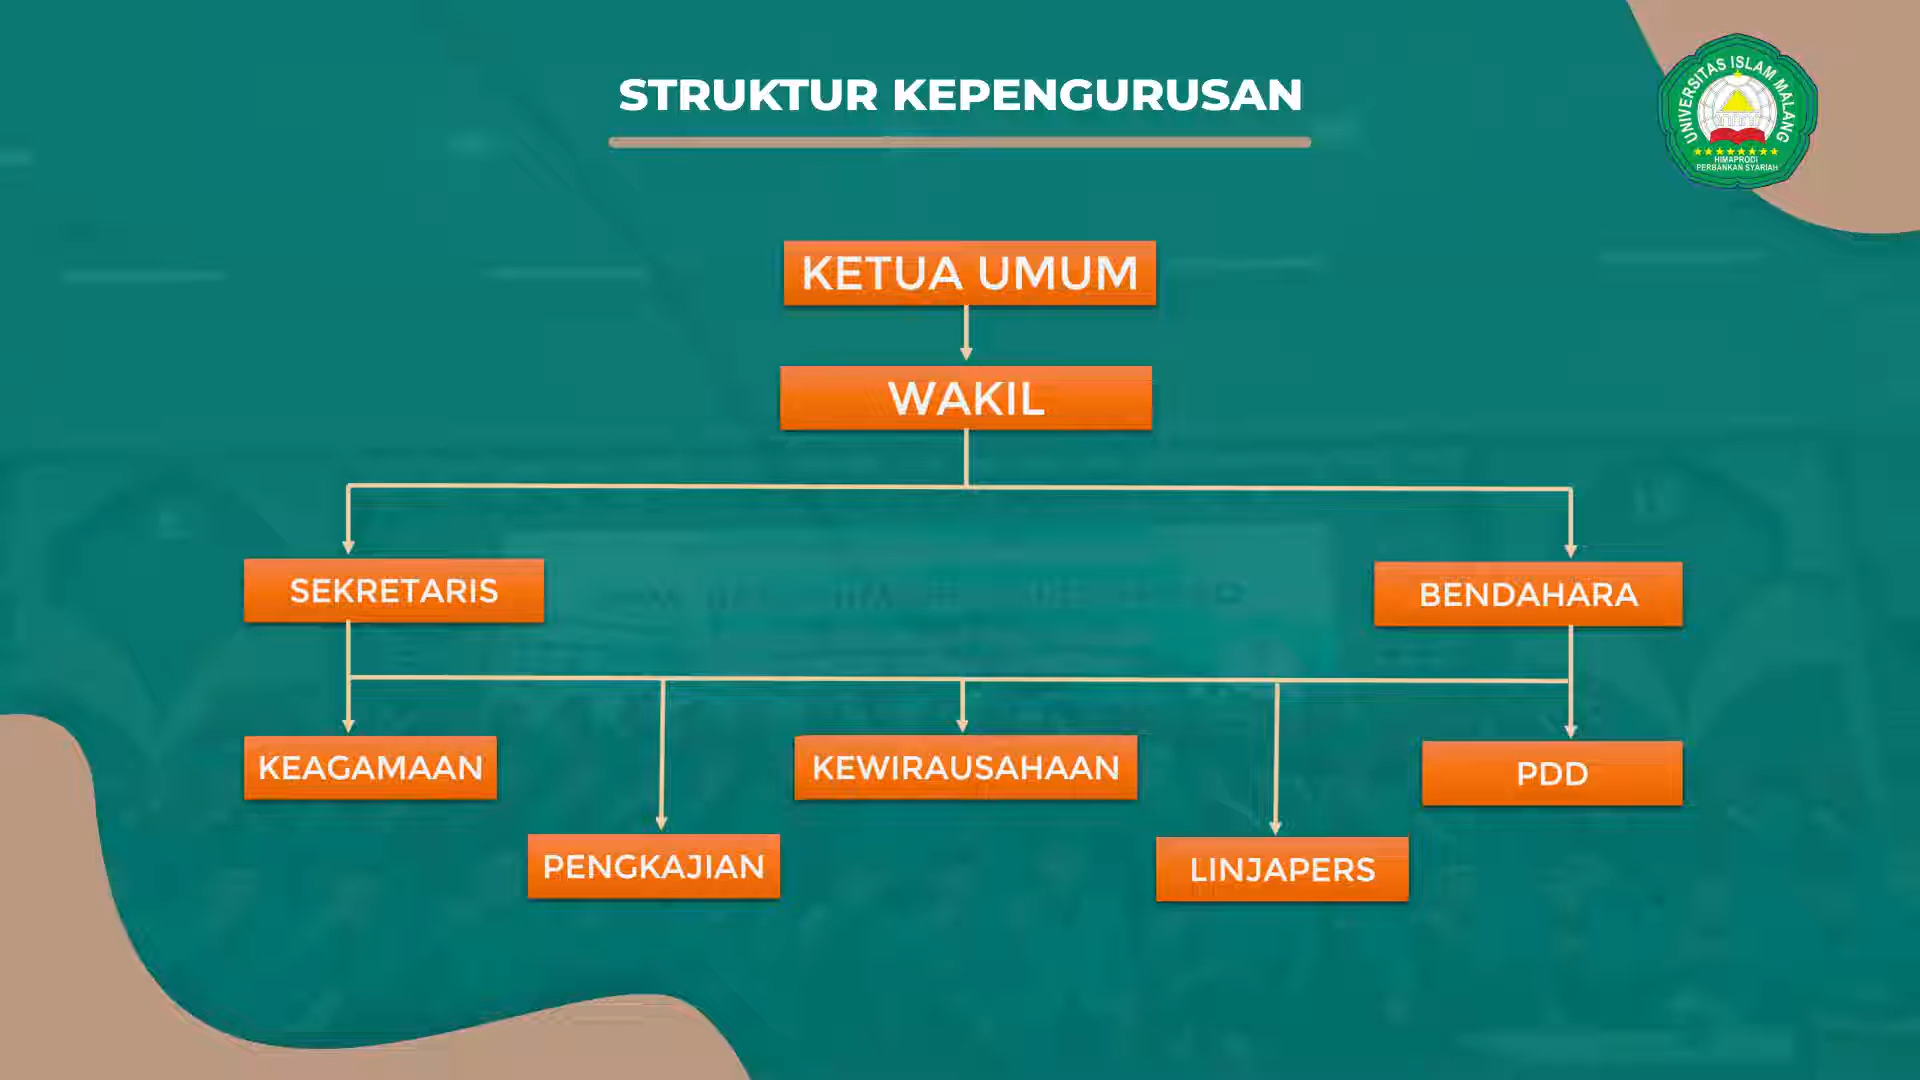 STRUKTUR KEPENGURUSAN
UNIVERSITAS ISLAM MALANG
HIMAPRODI
PERBANKAN SYARIAH
KETUA UMUM
WAKIL
SEKRETARIS
BENDAHARA
KEAGAMAAN
KEWIRAUSAHAAN
PDD
PENGKAJIAN
LINJAPERS